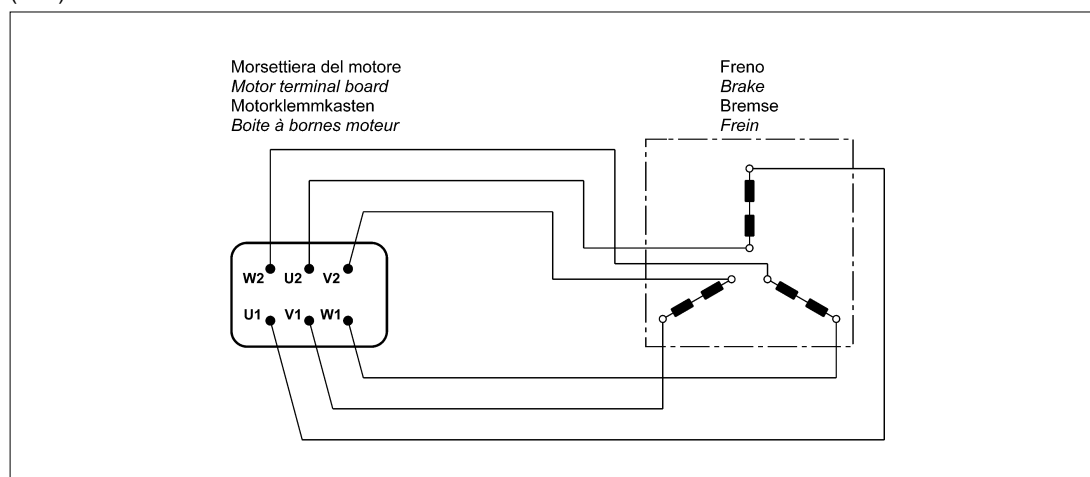 Morsettiera del motore
Motor terminal board
Motorklemmkasten
Boite à bornes moteur
Freno
Brake
Bremse
Frein
W2 U2 V2
U1 V1 W1